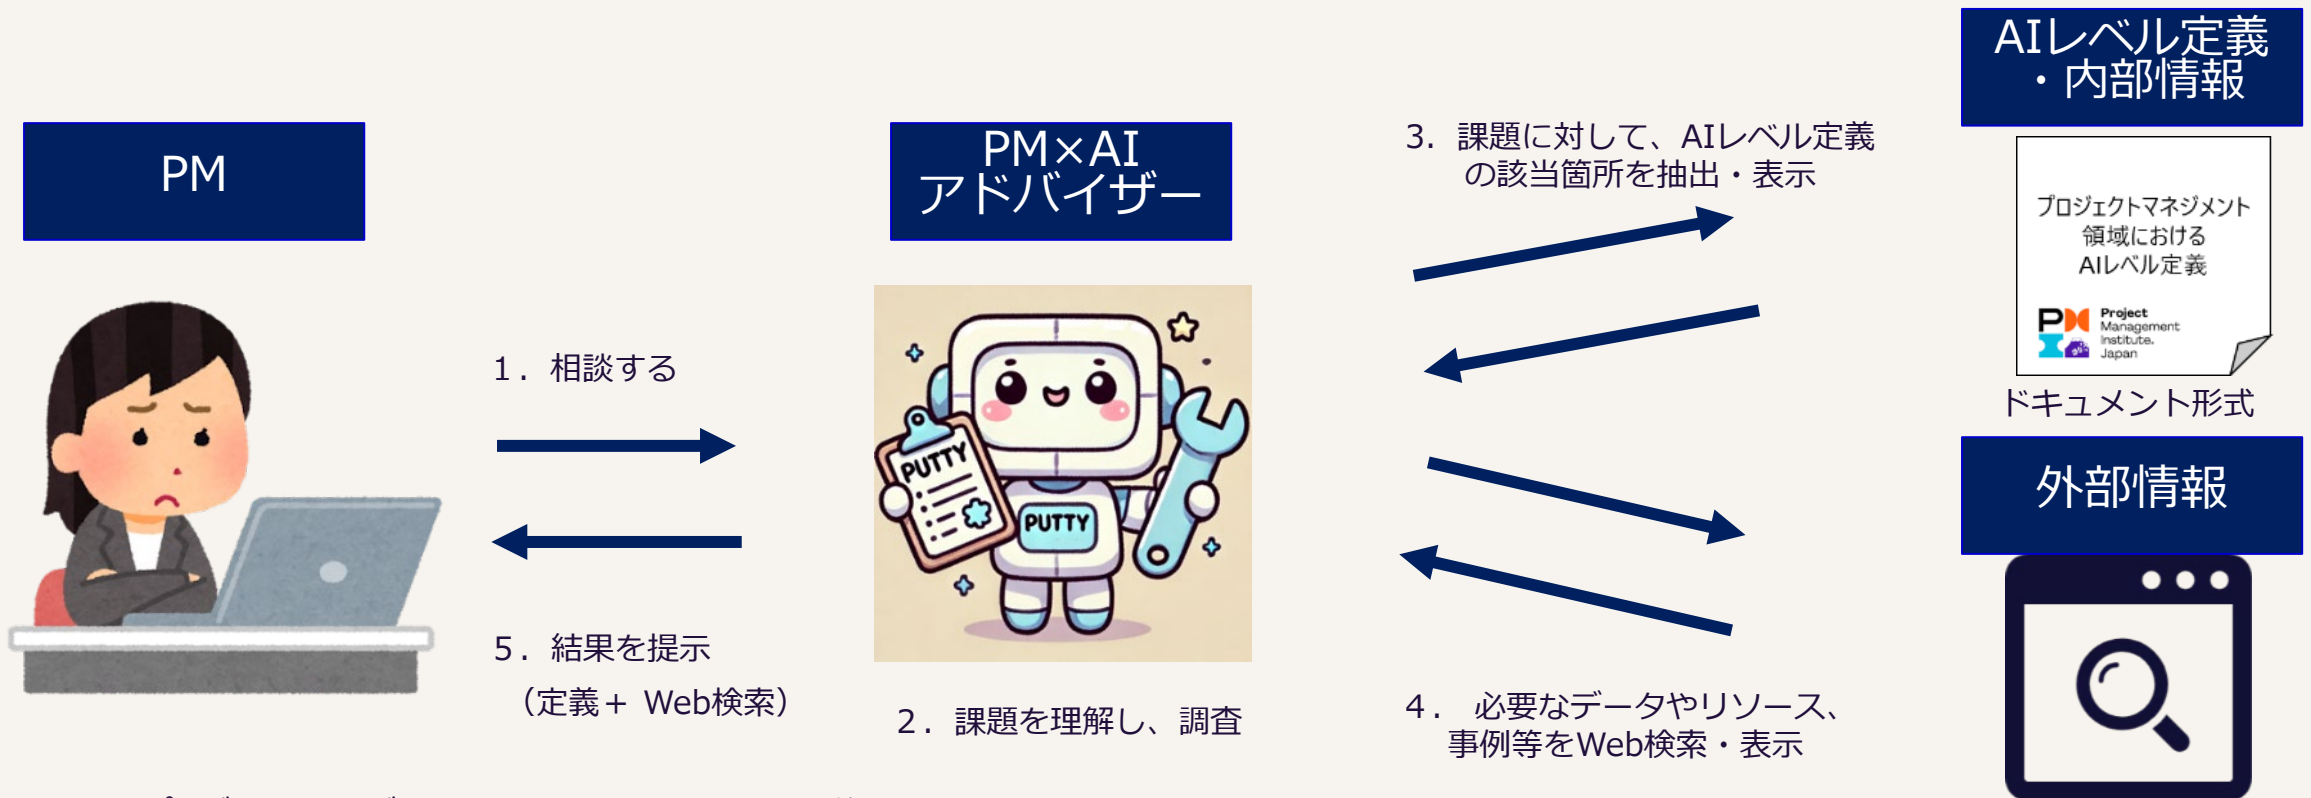 PM
1．相談する
5．結果を提示
（定義＋ Web検索）
PM×AI
アドバイザー
PUTTY
PUTTY
2．課題を理解し、調査
3. 課題に対して、AIレベル定義
の該当箇所を抽出・表示
4． 必要なデータやリソース、
事例等をWeb検索・表示
AIレベル定義
・内部情報
プロジェクトマネジメント
領域における
AIレベル定義
Project
Management
Institute.
Japan
ドキュメント形式
外部情報